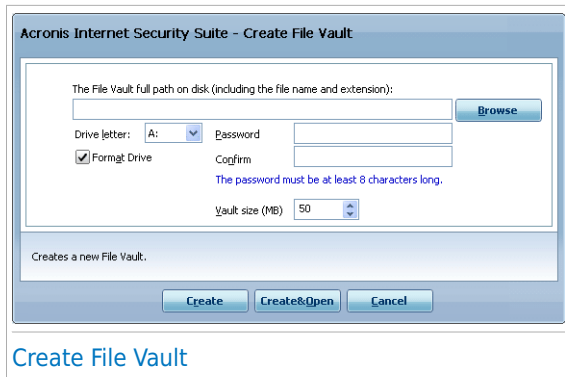 Acronis Internet Security Suite - Create File Vault
The File Vault full path on disk (including the file name and extension):
Browse
Drive letter: A: Password
Format Drive Confirm
The password must be at least 8 characters long.
Vault size (MB) 50
Creates a new File Vault.
Create Create&Open Cancel
Create File Vault